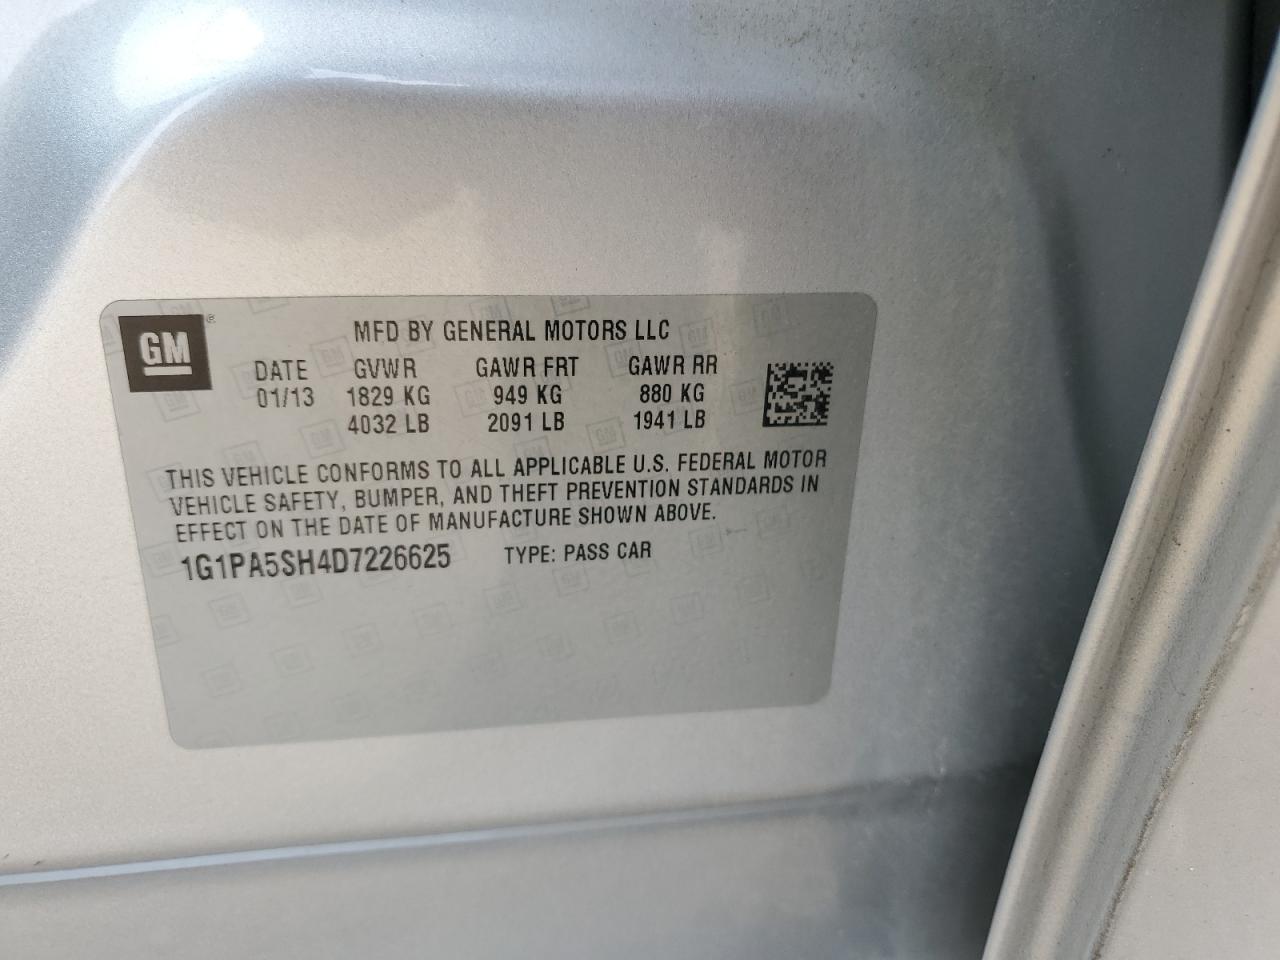 GM®
MFD BY GENERAL MOTORS LLC
DATE GVWR GAWR FRT GAWR RR
01/13 1829 KG 949 KG 880 KG
4032 LB 2091 LB 1941 LB
THIS VEHICLE CONFORMS TO ALL APPLICABLE U.S. FEDERAL MOTOR
VEHICLE SAFETY, BUMPER, AND THEFT PREVENTION STANDARDS IN
EFFECT ON THE DATE OF MANUFACTURE SHOWN ABOVE.
1G1PA5SH4D7226625 TYPE: PASS CAR